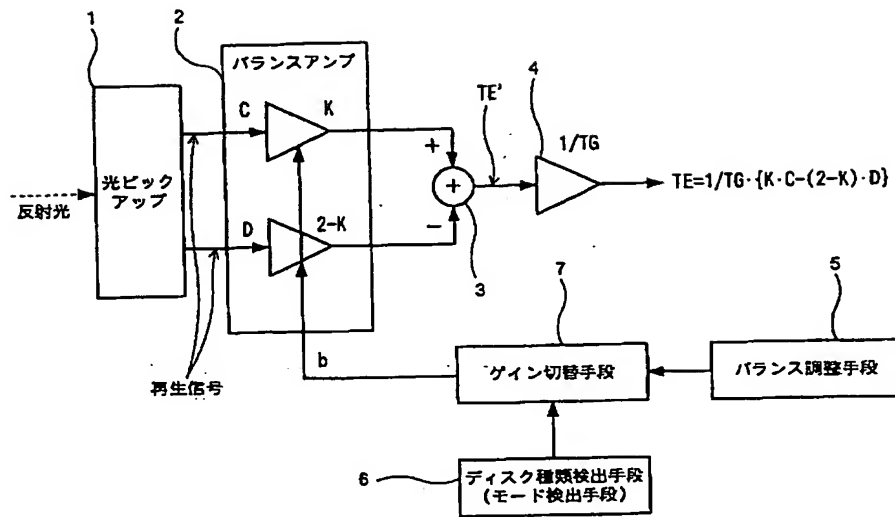 1
2
バランスアンプ
C
K
光ピック
アップ
反射光
D
2-K
再生信号
b
+
−
+
3
TE'
4
1/TG
TE=1/TG·{K·C-(2-K)·D}
7
ゲイン切替手段
5
バランス調整手段
6
ディスク種類検出手段
(モード検出手段)